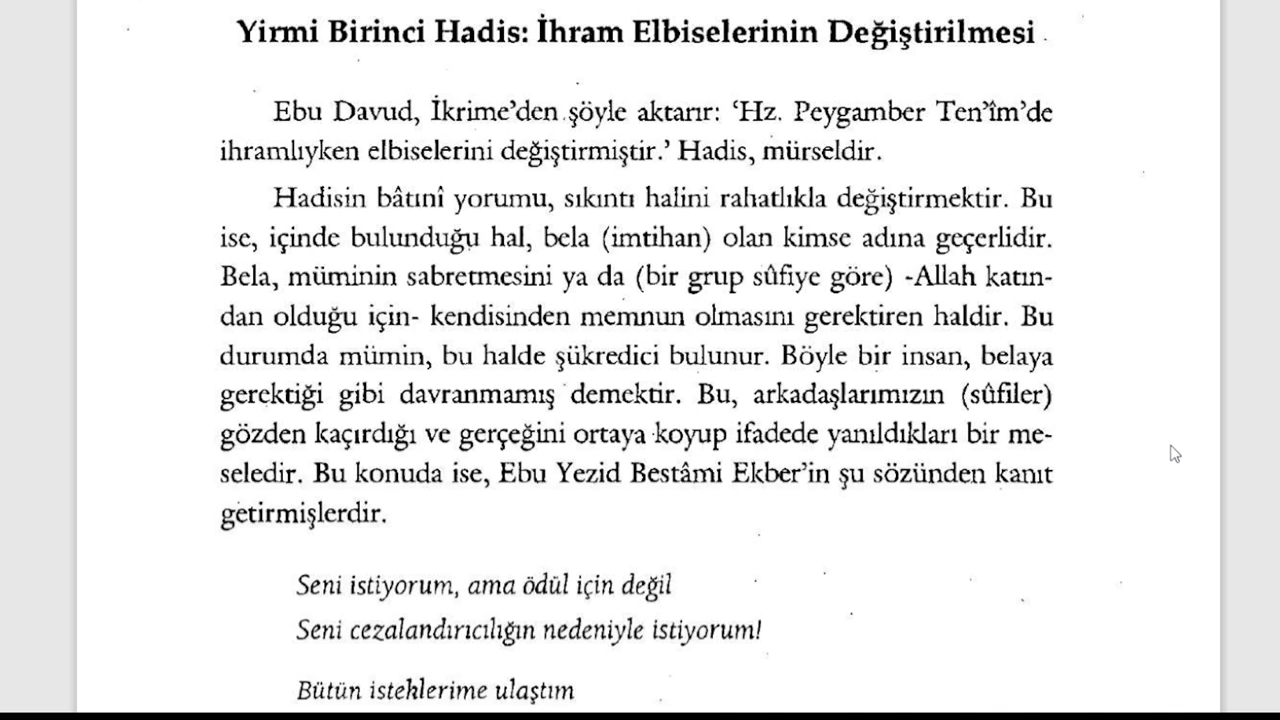 Yirmi Birinci Hadis: İhram Elbiselerinin Değiştirilmesi
Ebu Davud, İkrime’den şöyle aktarır: ‘Hz. Peygamber Ten’îm’de
ihramlıyken elbiselerini değiştirmiştir.’ Hadis, mürseldir.
Hadisin bâtınî yorumu, sıkıntı halini rahatlıkla değiştirmektir. Bu
ise, içinde bulunduğu hal, bela (imtihan) olan kimse adına geçerlidir.
Bela, müminin sabretmesini ya da (bir grup sûfiye göre) -Allah katın-
dan olduğu için- kendisinden memnun olmasını gerektiren haldir. Bu
durumda mümin, bu halde şükredici bulunur. Böyle bir insan, belaya
gerektiği gibi davranmamış demektir. Bu, arkadaşlarımızın (sûfiler)
gözden kaçırdığı ve gerçeğini ortaya koyup ifadede yanıldıkları bir me-
seledir. Bu konuda ise, Ebu Yezid Bestâmi Ekber’in şu sözünden kanıt
getirmişlerdir.
Seni istiyorum, ama ödül için değil
Seni cezalandırıcılığın nedeniyle istiyorum!
Bütün isteklerime ulaştım